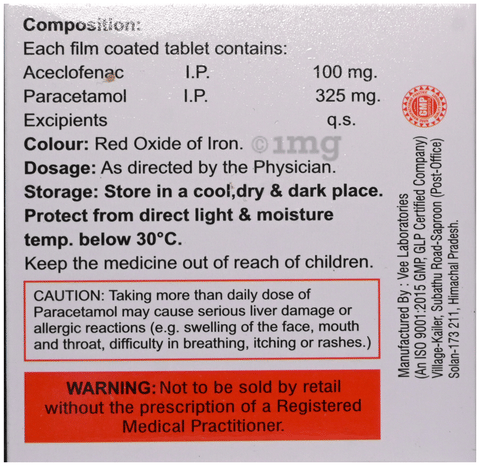 Composition:
Each film coated tablet contains:
Aceclofenac I.P. 100 mg.
Paracetamol I.P. 325 mg.
Excipients q.s.
Colour: Red Oxide of Iron.
Dosage: As directed by the Physician.
Storage: Store in a cool,dry & dark place.
Protect from direct light & moisture
temp. below 30°C.
Keep the medicine out of reach of children.
CAUTION: Taking more than daily dose of
Paracetamol may cause serious liver damage or
allergic reactions (e.g. swelling of the face, mouth
and throat, difficulty in breathing, itching or rashes.)
WARNING: Not to be sold by retail
without the prescription of a Registered
Medical Practitioner.
GMP
Manufactured By : Vee Laboratories
(An ISO 9001:2015 GMP, GLP Certified Company)
Village-Kailer, Subathu Road-Saproon (Post-Office)
Solan-173 211, Himachal Pradesh.
©1mg